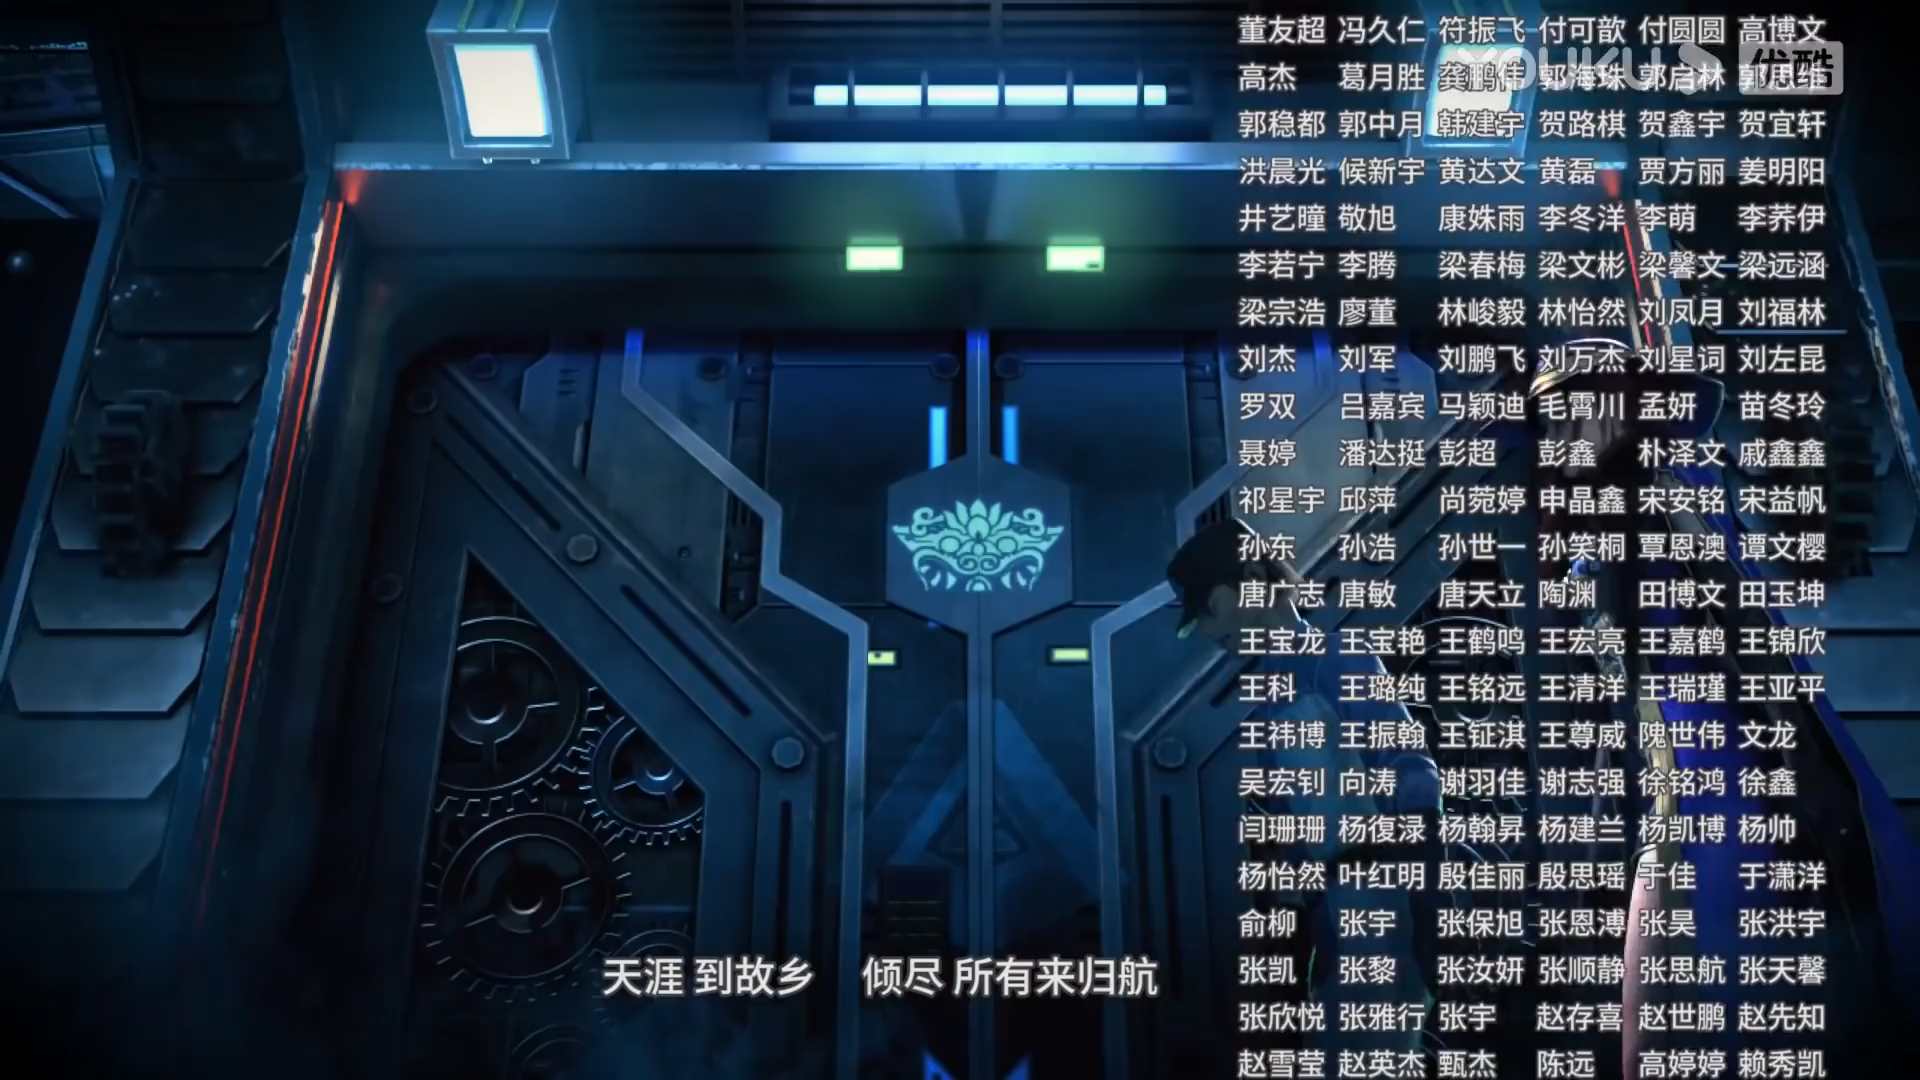 董友超 冯久仁 符振飞 付可歆 付圆圆 高博文
YOUKU 优酷
高杰 葛月胜 龚鹏伟 郭海珠 郭启林 郭思维
郭稳都 郭中月 韩建宇 贺路棋 贺鑫宇 贺宜轩
洪晨光 候新宇 黄达文 黄磊 贾方丽 姜明阳
井艺曈 敬旭 康姝雨 李冬洋 李萌 李荞伊
李若宁 李腾 梁春梅 梁文彬 梁馨文 梁远涵
梁宗浩 廖董 林峻毅 林怡然 刘凤月 刘福林
刘杰 刘军 刘鹏飞 刘万杰 刘星词 刘左昆
罗双 吕嘉宾 马颖迪 毛霄川 孟妍 苗冬玲
聂婷 潘达挺 彭超 彭鑫 朴泽文 戚鑫鑫
祁星宇 邱萍 尚菀婷 申晶鑫 宋安铭 宋益帆
孙东 孙浩 孙世一 孙笑桐 覃恩澳 谭文樱
唐广志 唐敏 唐天立 陶渊 田博文 田玉坤
王宝龙 王宝艳 王鹤鸣 王宏亮 王嘉鹤 王锦欣
王科 王璐纯 王铭远 王清洋 王瑞瑾 王亚平
王祎博 王振翰 王钲淇 王尊威 隗世伟 文龙
吴宏钊 向涛 谢羽佳 谢志强 徐铭鸿 徐鑫
闫珊珊 杨復渌 杨翰昇 杨建兰 杨凯博 杨帅
杨怡然 叶红明 殷佳丽 殷思瑶 于佳 于潇洋
俞柳 张宇 张保旭 张恩溥 张昊 张洪宇
张凯 张黎 张汝妍 张顺静 张思航 张天馨
天涯 到故乡 倾尽 所有来归航
张欣悦 张雅行 张宇 赵存喜 赵世鹏 赵先知
赵雪莹 赵英杰 甄杰 陈远 高婷婷 赖秀凯